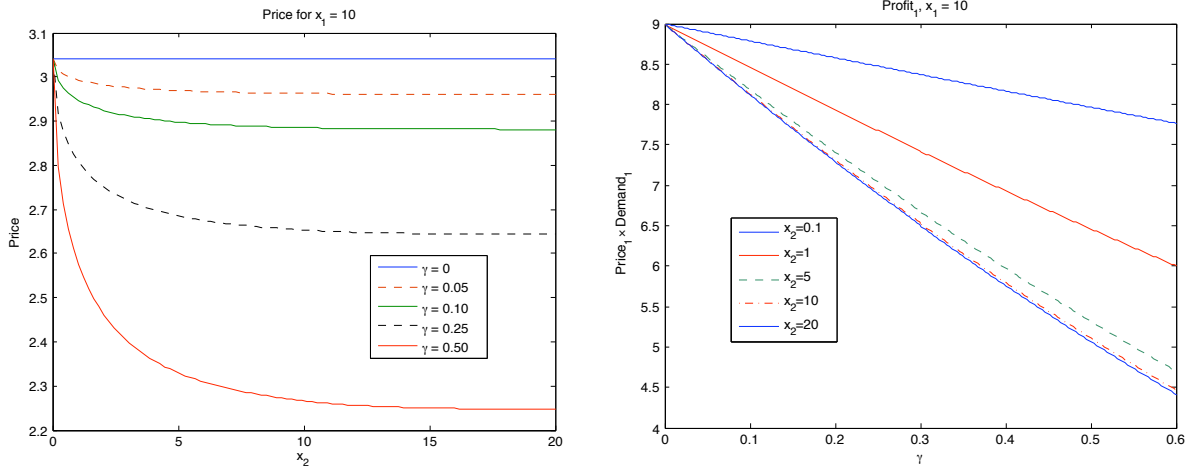 Price for x₁ = 10
3.1
3
2.9
2.8
2.7
2.6
2.5
2.4
2.3
2.2
Price
0
5
10
15
20
x₂
γ = 0
γ = 0.05
γ = 0.10
γ = 0.25
γ = 0.50
Profit₁, x₁ = 10
9
8.5
8
7.5
7
6.5
6
5.5
5
4.5
4
Price₁ × Demand₁
0
0.1
0.2
0.3
0.4
0.5
0.6
γ
x₂=0.1
x₂=1
x₂=5
x₂=10
x₂=20